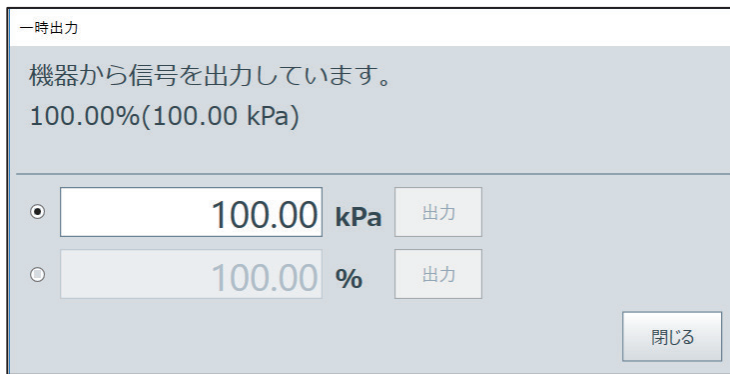 一時出力
機器から信号を出力しています。
100.00%(100.00 kPa)
100.00 kPa 出力
100.00 % 出力
閉じる